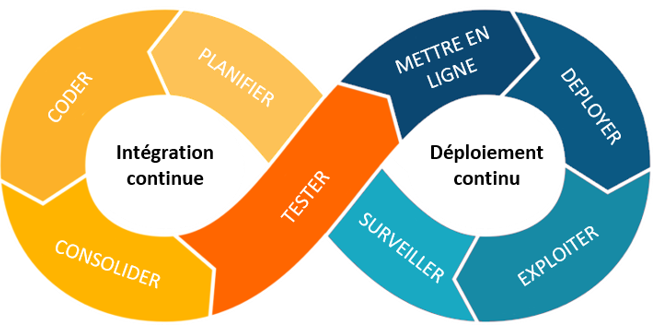 PLANIFIER
CODER
Intégration
continue
CONSOLIDER
TESTER
METTRE EN
LIGNE
DEPLOYER
Déploiement
continu
EXPLOITER
SURVEILLER